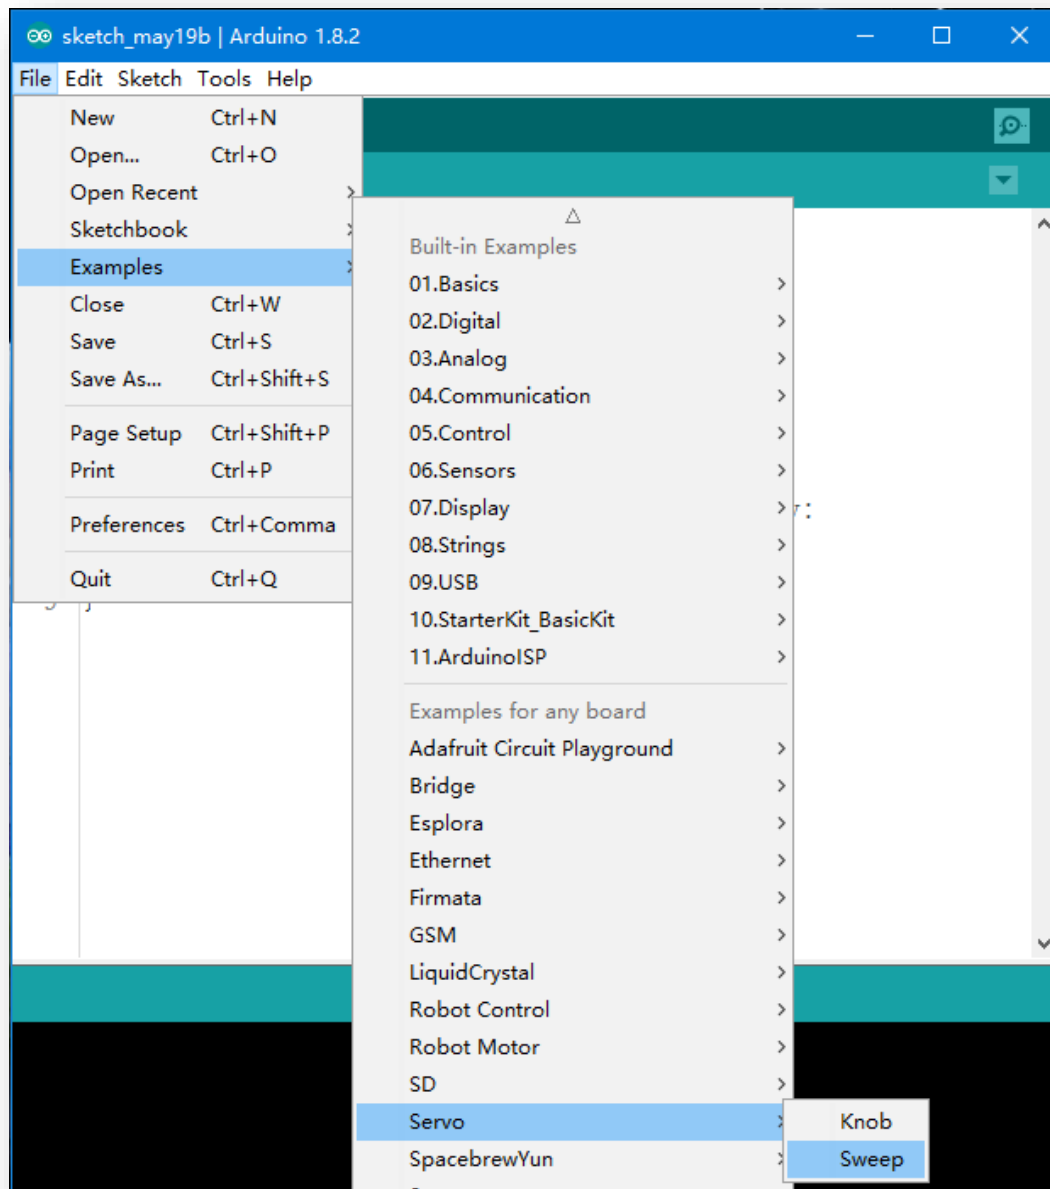 sketch_may19b | Arduino 1.8.2
File Edit Sketch Tools Help
New Ctrl+N
Open... Ctrl+O
Open Recent
Sketchbook
Examples
Close Ctrl+W
Save Ctrl+S
Save As... Ctrl+Shift+S
Page Setup Ctrl+Shift+P
Print Ctrl+P
Preferences Ctrl+Comma
Quit Ctrl+Q
Built-in Examples
01.Basics
02.Digital
03.Analog
04.Communication
05.Control
06.Sensors
07.Display
08.Strings
09.USB
10.StarterKit_BasicKit
11.ArduinoISP
Examples for any board
Adafruit Circuit Playground
Bridge
Esplora
Ethernet
Firmata
GSM
LiquidCrystal
Robot Control
Robot Motor
SD
Servo
SpacebrewYun
Knob
Sweep